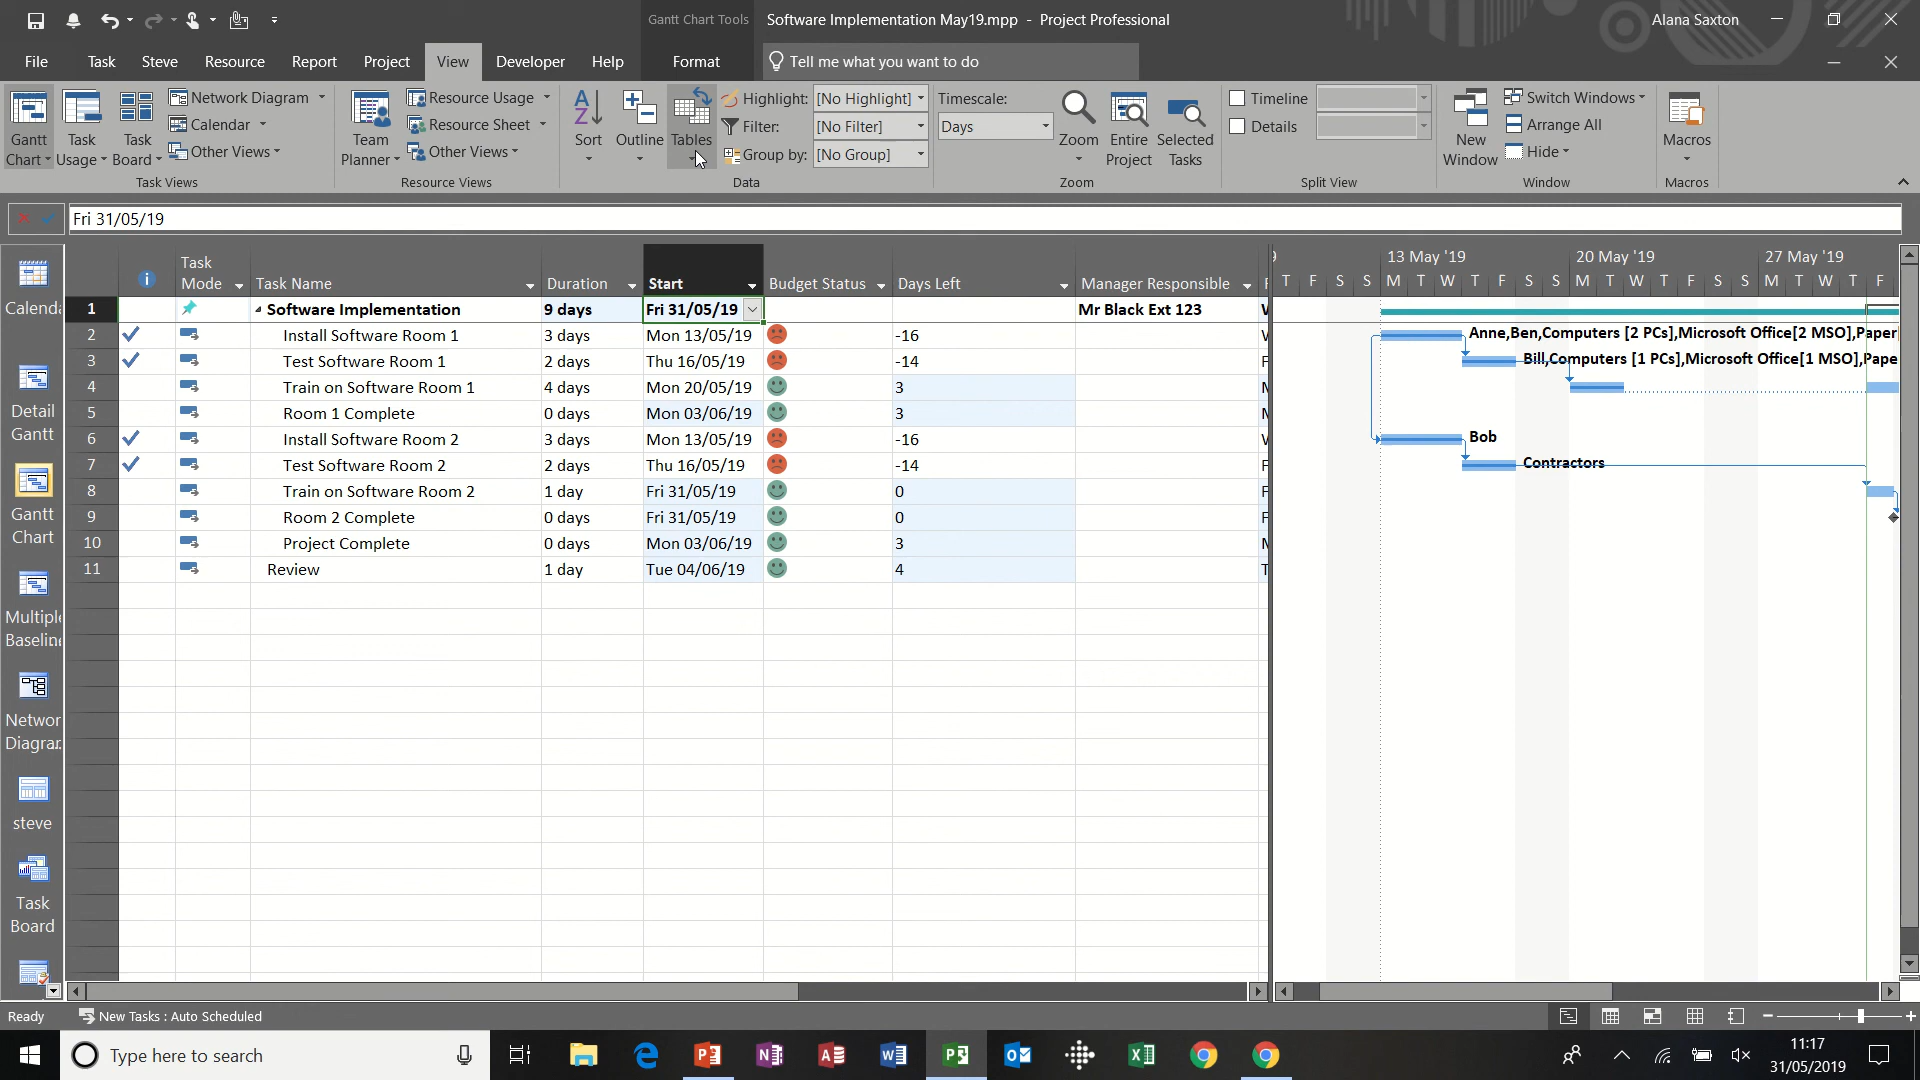 Gantt Chart Tools
Software Implementation May19.mpp - Project Professional
Alana Saxton
File Task Steve Resource Report Project View Developer Help Format Tell me what you want to do
Gantt Chart
Task Usage
Task Board
Network Diagram
Calendar
Other Views
Task Views
Team Planner
Resource Usage
Resource Sheet
Other Views
Resource Views
Sort
Outline
Tables
Highlight: [No Highlight]
Filter: [No Filter]
Group by: [No Group]
Data
Timescale:
Days
Zoom
Entire Project
Selected Tasks
Zoom
Timeline
Details
Split View
New Window
Switch Windows
Arrange All
Hide
Window
Macros
Macros
Fri 31/05/19
Calenda
Detail
Gantt
Gantt
Chart
Multiple
Baselin
Networ
Diagra
steve
Task
Board
Task Mode Task Name Duration Start Budget Status Days Left Manager Responsible
1 Software Implementation 9 days Fri 31/05/19 Mr Black Ext 123
2 Install Software Room 1 3 days Mon 13/05/19 -16
3 Test Software Room 1 2 days Thu 16/05/19 -14
4 Train on Software Room 1 4 days Mon 20/05/19 3
5 Room 1 Complete 0 days Mon 03/06/19 3
6 Install Software Room 2 3 days Mon 13/05/19 -16
7 Test Software Room 2 2 days Thu 16/05/19 -14
8 Train on Software Room 2 1 day Fri 31/05/19 0
9 Room 2 Complete 0 days Fri 31/05/19 0
10 Project Complete 0 days Mon 03/06/19 3
11 Review 1 day Tue 04/06/19 4
13 May '19 20 May '19 27 May '19
T F S S M T W T F S S M T W T F S S M T W T F
Anne,Ben,Computers [2 PCs],Microsoft Office[2 MSO],Paper[
Bill,Computers [1 PCs],Microsoft Office[1 MSO],Pape
Bob
Contractors
Ready New Tasks : Auto Scheduled
Type here to search
11:17
31/05/2019